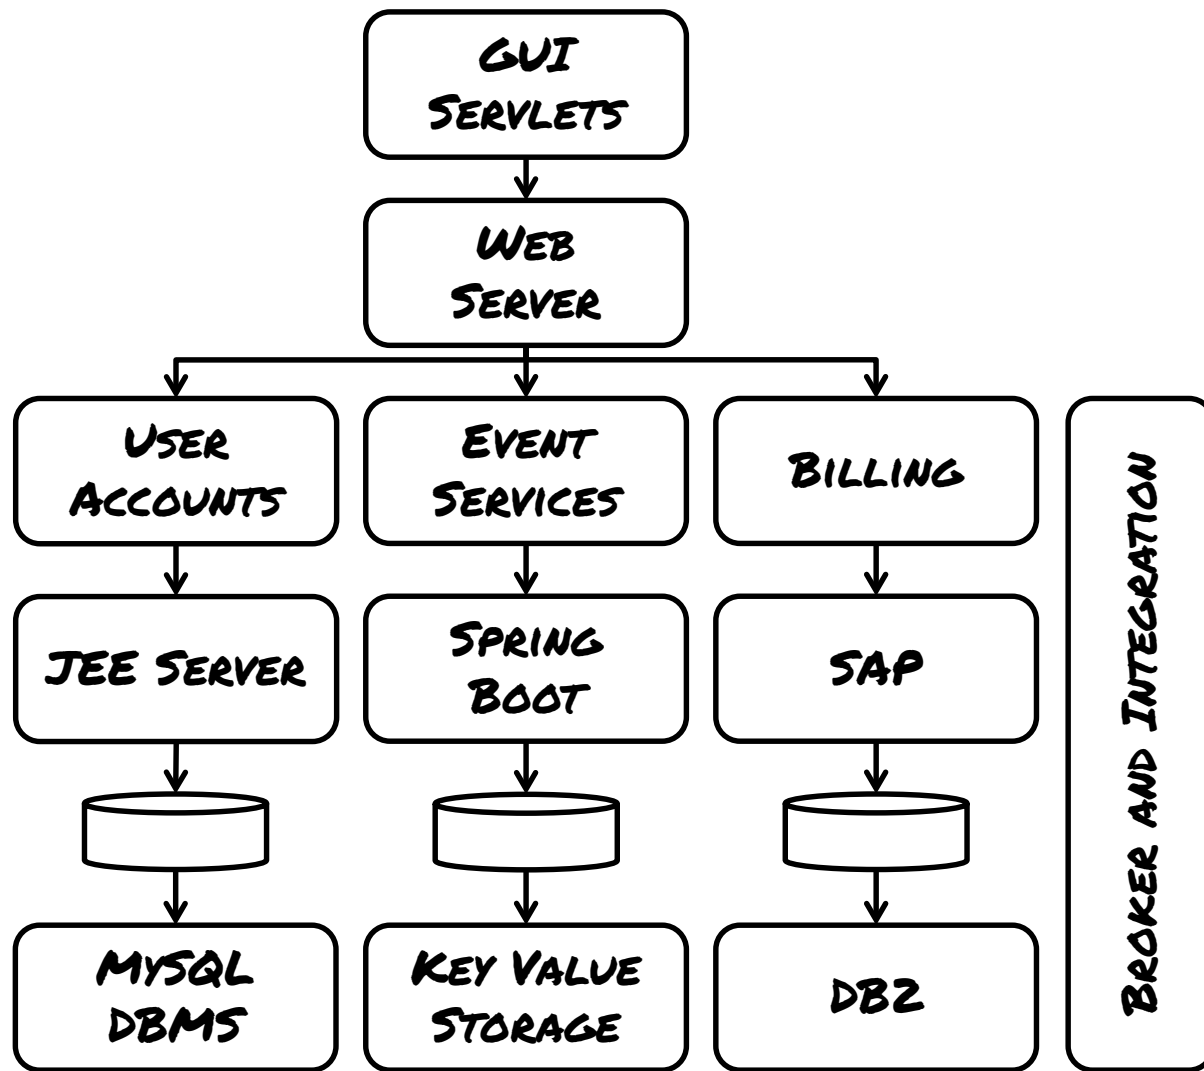 GUI
SERVLETS
WEB
SERVER
USER
ACCOUNTS
EVENT
SERVICES
BILLING
JEE SERVER
SPRING
BOOT
SAP
MYSQL
DBMS
KEY VALUE
STORAGE
DB2
BROKER AND INTEGRATION